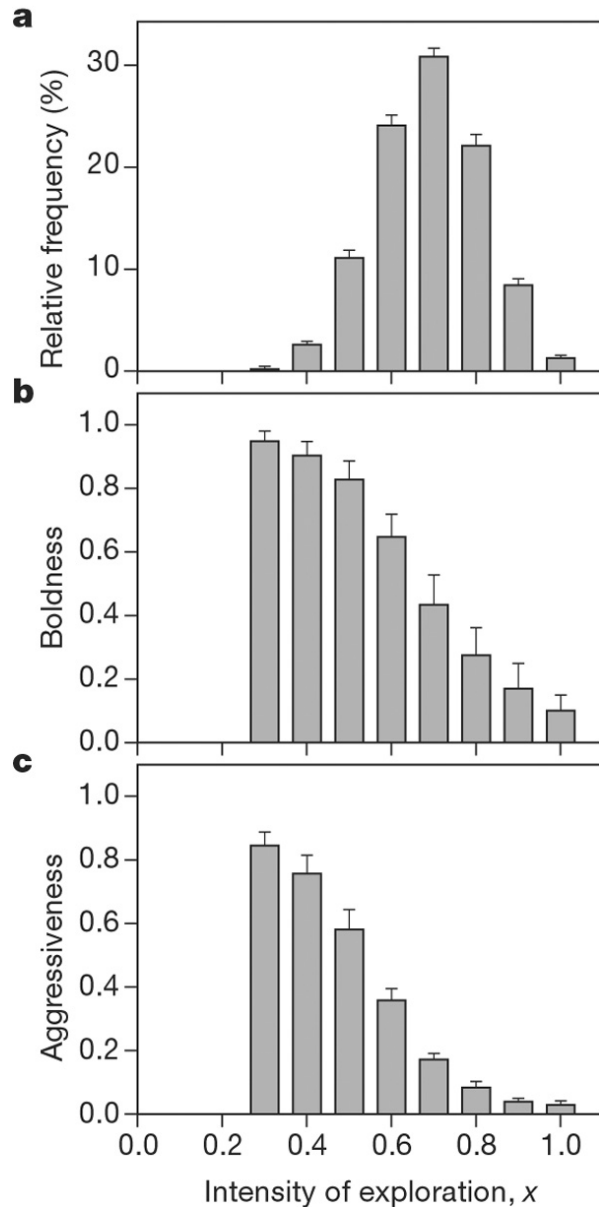 a
Relative frequency (%)
30
20
10
0
b
Boldness
1.0
0.8
0.6
0.4
0.2
0.0
c
Aggressiveness
1.0
0.8
0.6
0.4
0.2
0.0
0.0 0.2 0.4 0.6 0.8 1.0
Intensity of exploration, x